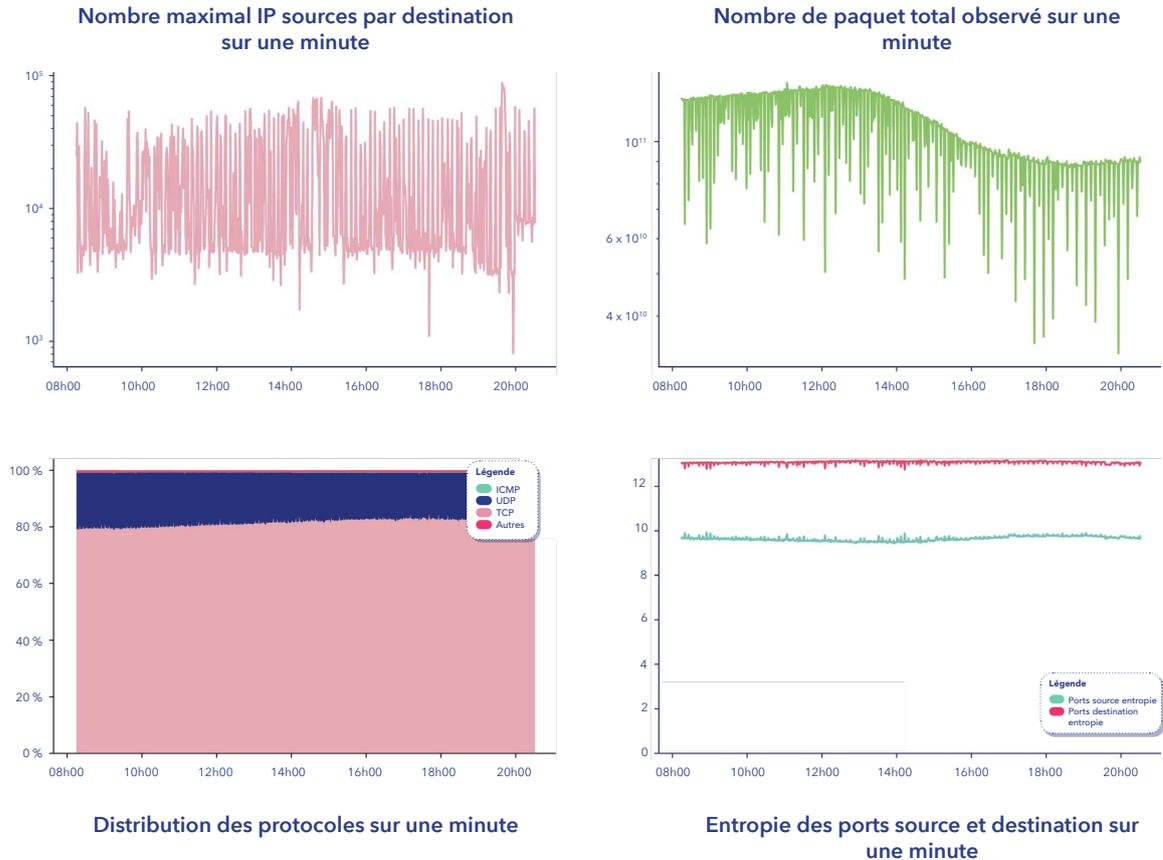 Nombre maximal IP sources par destination
sur une minute
10⁵
10⁴
10³
08h00 10h00 12h00 14h00 16h00 18h00 20h00
Nombre de paquet total observé sur une
minute
10¹¹
6 x 10¹⁰
4 x 10¹⁰
08h00 10h00 12h00 14h00 16h00 18h00 20h00
100 %
80 %
60 %
40 %
20 %
0 %
Légende
ICMP
UDP
TCP
Autres
08h00 10h00 12h00 14h00 16h00 18h00 20h00
Distribution des protocoles sur une minute
12
10
8
6
4
2
0
Légende
Ports source entropie
Ports destination
entropie
08h00 10h00 12h00 14h00 16h00 18h00 20h00
Entropie des ports source et destination sur
une minute